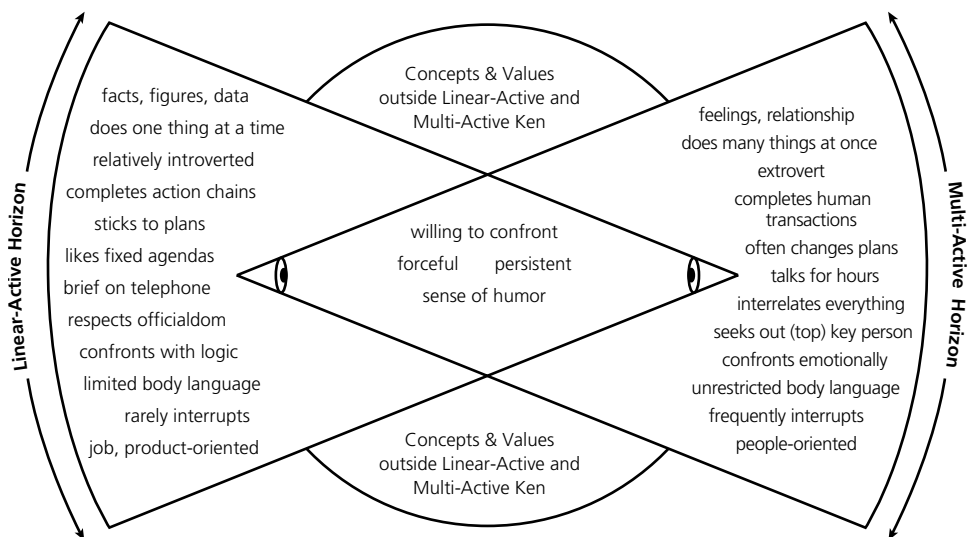 Concepts & Values
outside Linear-Active and
Multi-Active Ken
Linear-Active Horizon
facts, figures, data
does one thing at a time
relatively introverted
completes action chains
sticks to plans
likes fixed agendas
brief on telephone
respects officialdom
confronts with logic
limited body language
rarely interrupts
job, product-oriented
willing to confront
forceful persistent
sense of humor
feelings, relationship
does many things at once
extrovert
completes human
transactions
often changes plans
talks for hours
interrelates everything
seeks out (top) key person
confronts emotionally
unrestricted body language
frequently interrupts
people-oriented
Multi-Active Horizon
Concepts & Values
outside Linear-Active and
Multi-Active Ken